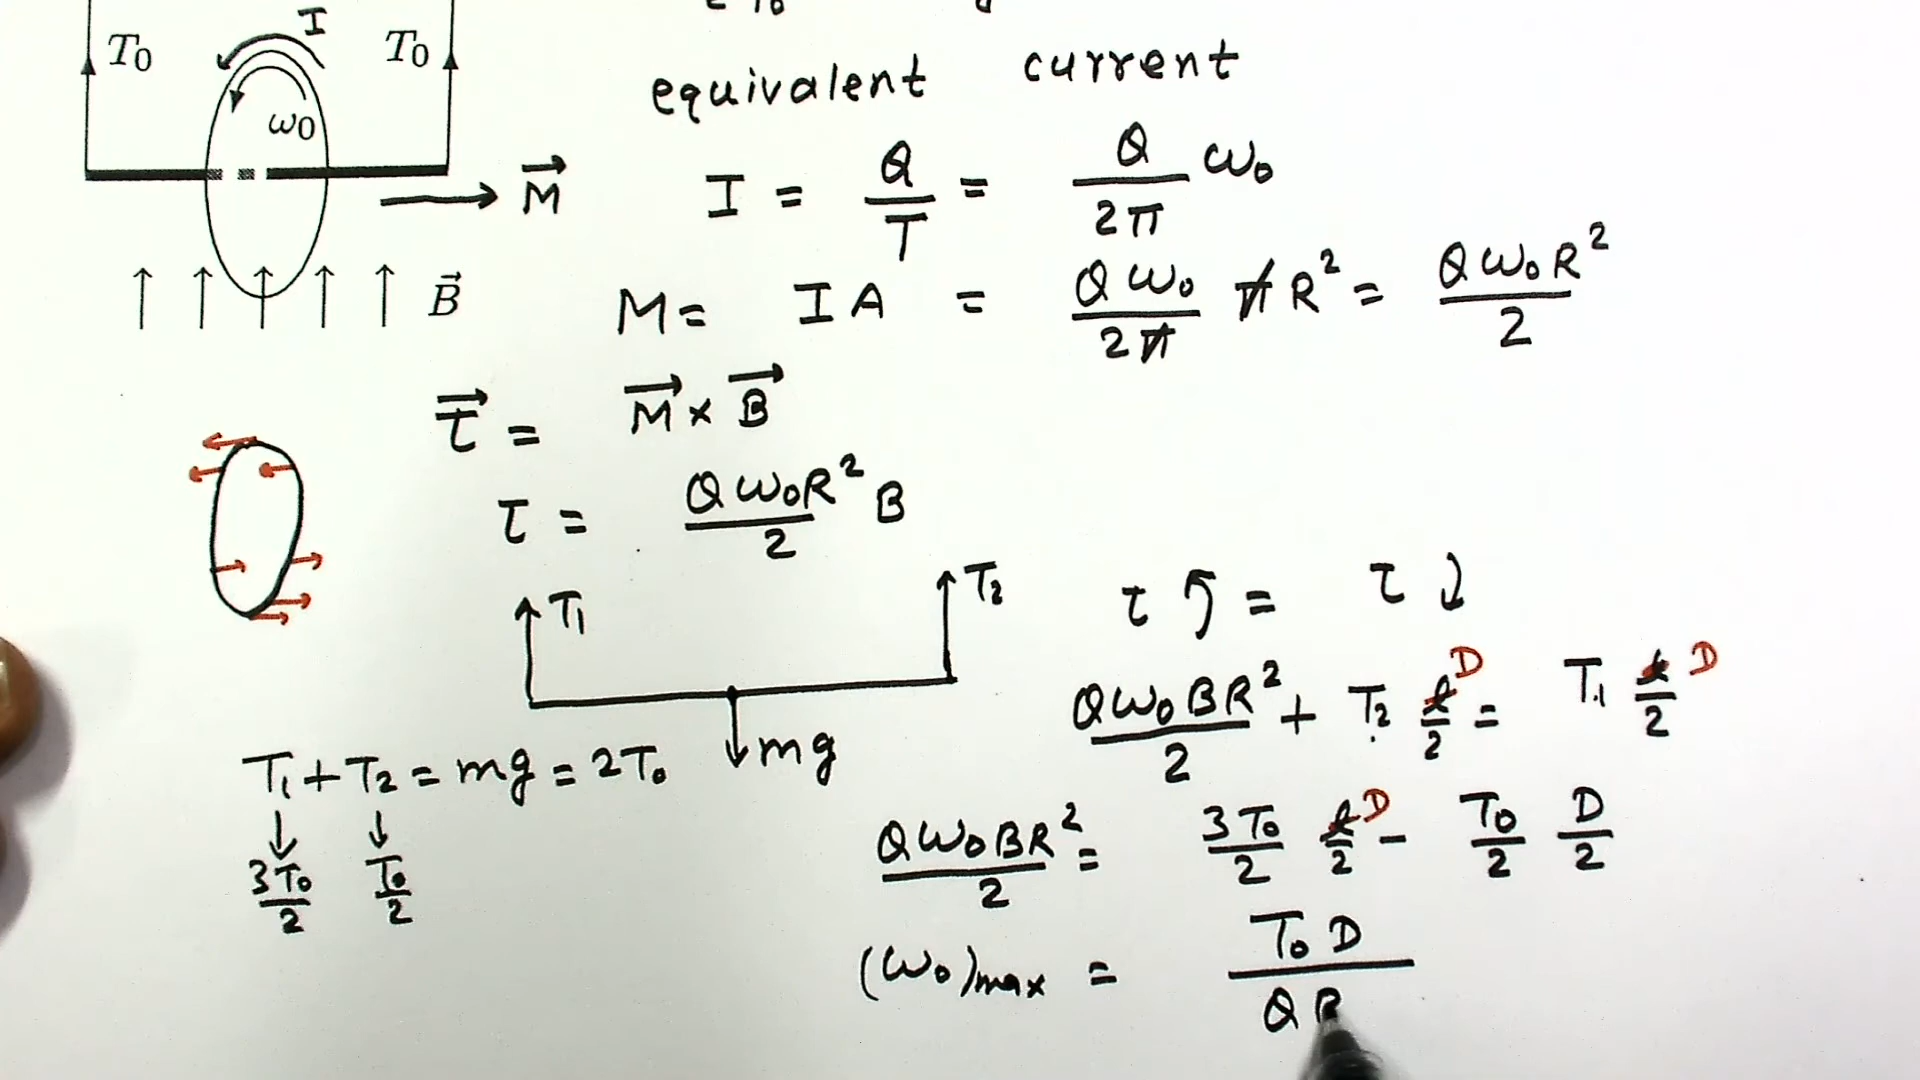 I
T₀ T₀
ω0
equivalent current
I = Q/T = Q/2π ω₀
M⃗
B⃗
M = IA = Qω₀/2π πR² = Qω₀R²/2
τ⃗ = M⃗ × B⃗
τ = Qω₀R²/2 B
T₁ T₂
τ = τ
Qω₀BR²/2 + T₂ D/2 = T₁ D/2
T₁ + T₂ = mg = 2T₀
mg
3T₀/2 T₀/2
Qω₀BR²/2 = 3T₀/2 D/2 - T₀/2 D/2
(ω₀)max = T₀D/QB